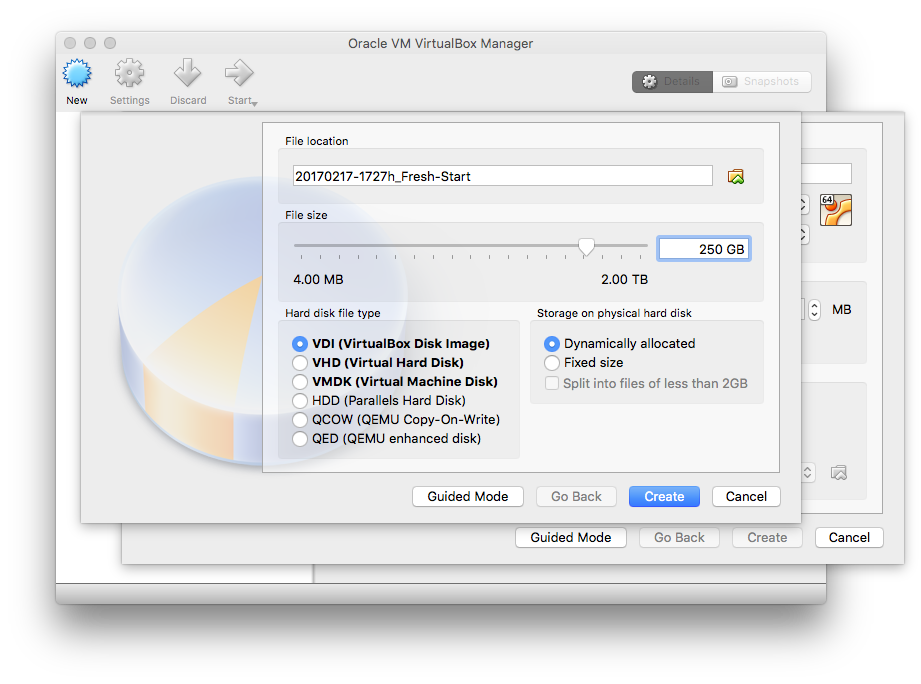 Oracle VM VirtualBox Manager
New
Settings
Discard
Start
Details
Snapshots
File location
20170217-1727h_Fresh-Start
64
File size
250 GB
4.00 MB
2.00 TB
MB
Hard disk file type
Storage on physical hard disk
VDI (VirtualBox Disk Image)
Dynamically allocated
VHD (Virtual Hard Disk)
Fixed size
VMDK (Virtual Machine Disk)
Split into files of less than 2GB
HDD (Parallels Hard Disk)
QCOW (QEMU Copy-On-Write)
QED (QEMU enhanced disk)
Guided Mode
Go Back
Create
Cancel
Guided Mode
Go Back
Create
Cancel